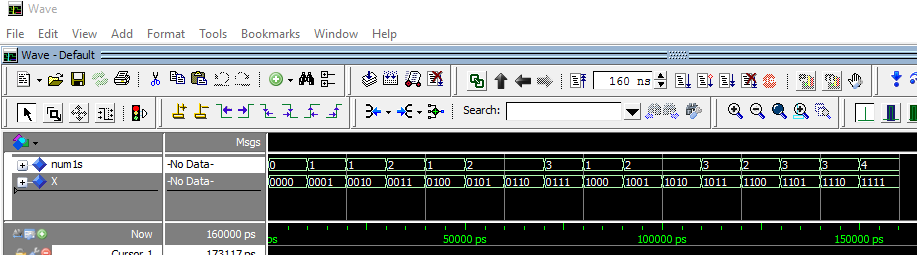 Wave
File Edit View Add Format Tools Bookmarks Window Help
Wave - Default
160 ns
Search:
Msgs
num1s -No Data- 0 1 1 2 1 2 3 1 2 3 2 3 3 4
X -No Data- 0000 0001 0010 0011 0100 0101 0110 0111 1000 1001 1010 1011 1100 1101 1110 1111
Now 160000 ps ps 50000 ps 100000 ps 150000 ps
Cursor 1 173117 ps